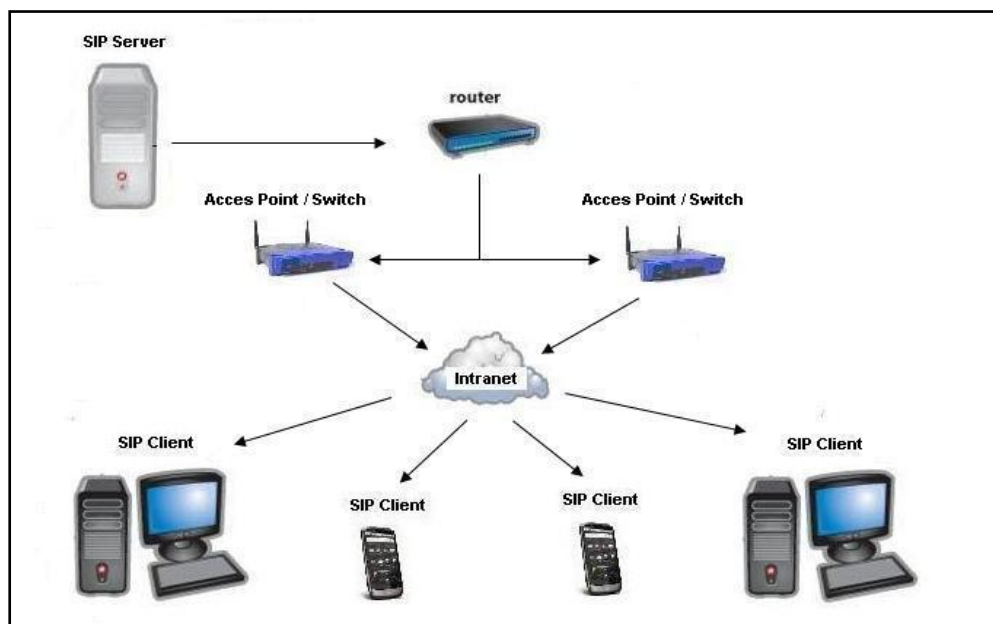 SIP Server
router
Acces Point / Switch
Acces Point / Switch
Intranet
SIP Client
SIP Client
SIP Client
SIP Client